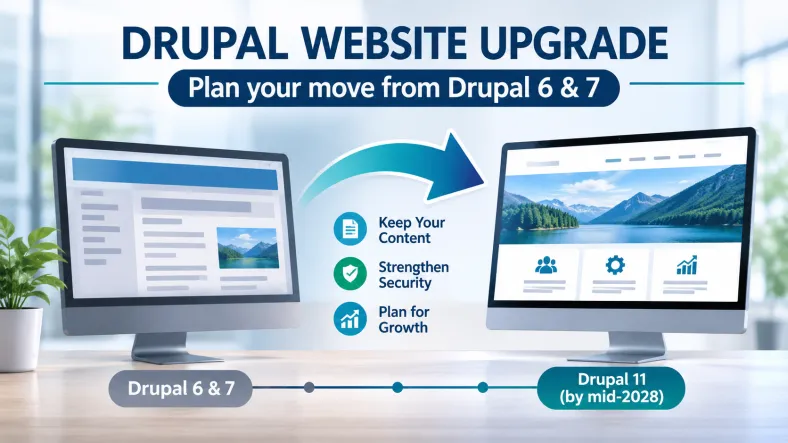 DRUPAL WEBSITE UPGRADE
Plan your move from Drupal 6 & 7
Keep Your
Content
Strengthen
Security
Plan for
Growth
Drupal 6 & 7
Drupal 11
(by mid-2028)